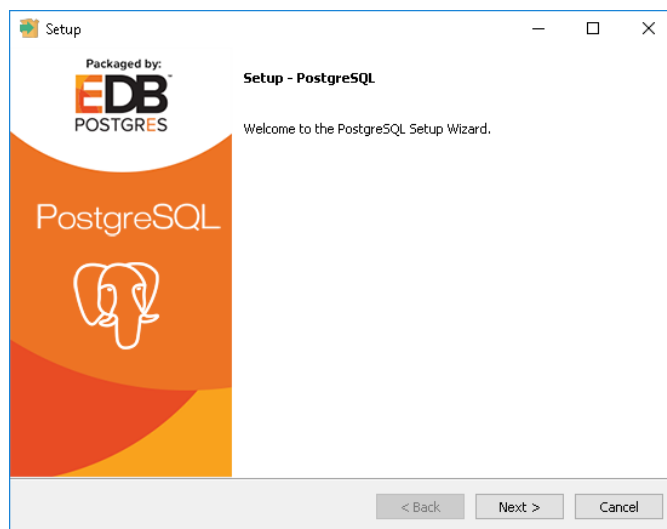 Setup
Packaged by:
EDB
POSTGRES
Setup - PostgreSQL
Welcome to the PostgreSQL Setup Wizard.
PostgreSQL
< Back
Next >
Cancel